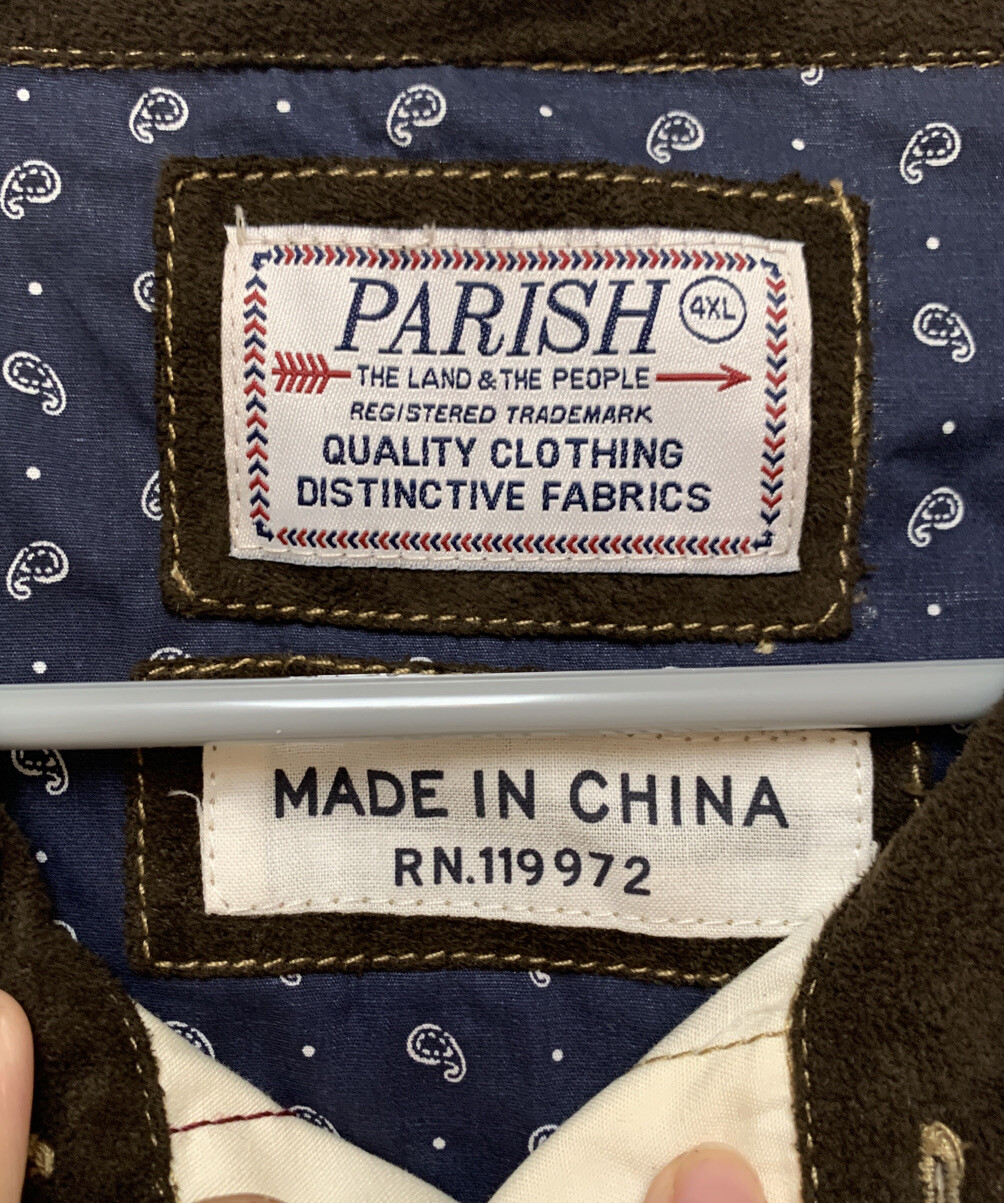 PARISH 4XL
THE LAND & THE PEOPLE
REGISTERED TRADEMARK
QUALITY CLOTHING
DISTINCTIVE FABRICS
MADE IN CHINA
RN.119972